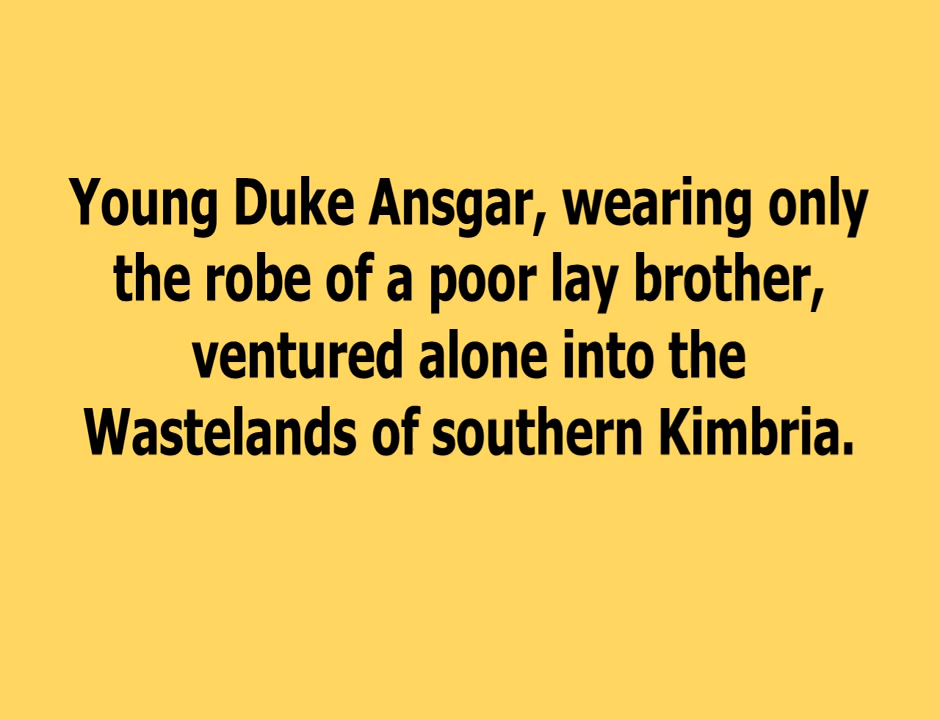 Young Duke Ansgar, wearing only
the robe of a poor lay brother,
ventured alone into the
Wastelands of southern Kimbria.